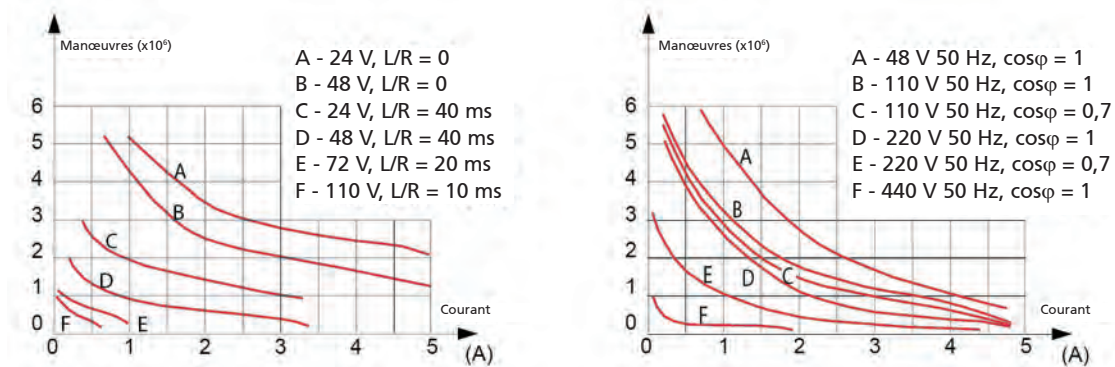 Manœuvres (x10⁶)
A - 24 V, L/R = 0
B - 48 V, L/R = 0
C - 24 V, L/R = 40 ms
D - 48 V, L/R = 40 ms
E - 72 V, L/R = 20 ms
F - 110 V, L/R = 10 ms
6
5
4
3
2
1
0
A
B
C
D
E
F
Courant
0 1 2 3 4 5
(A)
Manœuvres (x10⁶)
A - 48 V 50 Hz, cosφ = 1
B - 110 V 50 Hz, cosφ = 1
C - 110 V 50 Hz, cosφ = 0,7
D - 220 V 50 Hz, cosφ = 1
E - 220 V 50 Hz, cosφ = 0,7
F - 440 V 50 Hz, cosφ = 1
6
5
4
3
2
1
0
A
B
E D C
F
Courant
0 1 2 3 4 5
(A)